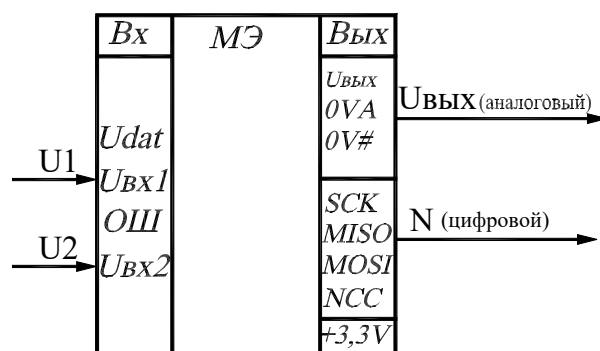 Вх МЭ Вых
Uвых
0VA
0V#
Uвых (аналоговый)
Udat
U1
Uвх1
ОШ
U2
Uвх2
SCK
MISO
MOSI
NCC
N (цифровой)
+3,3V